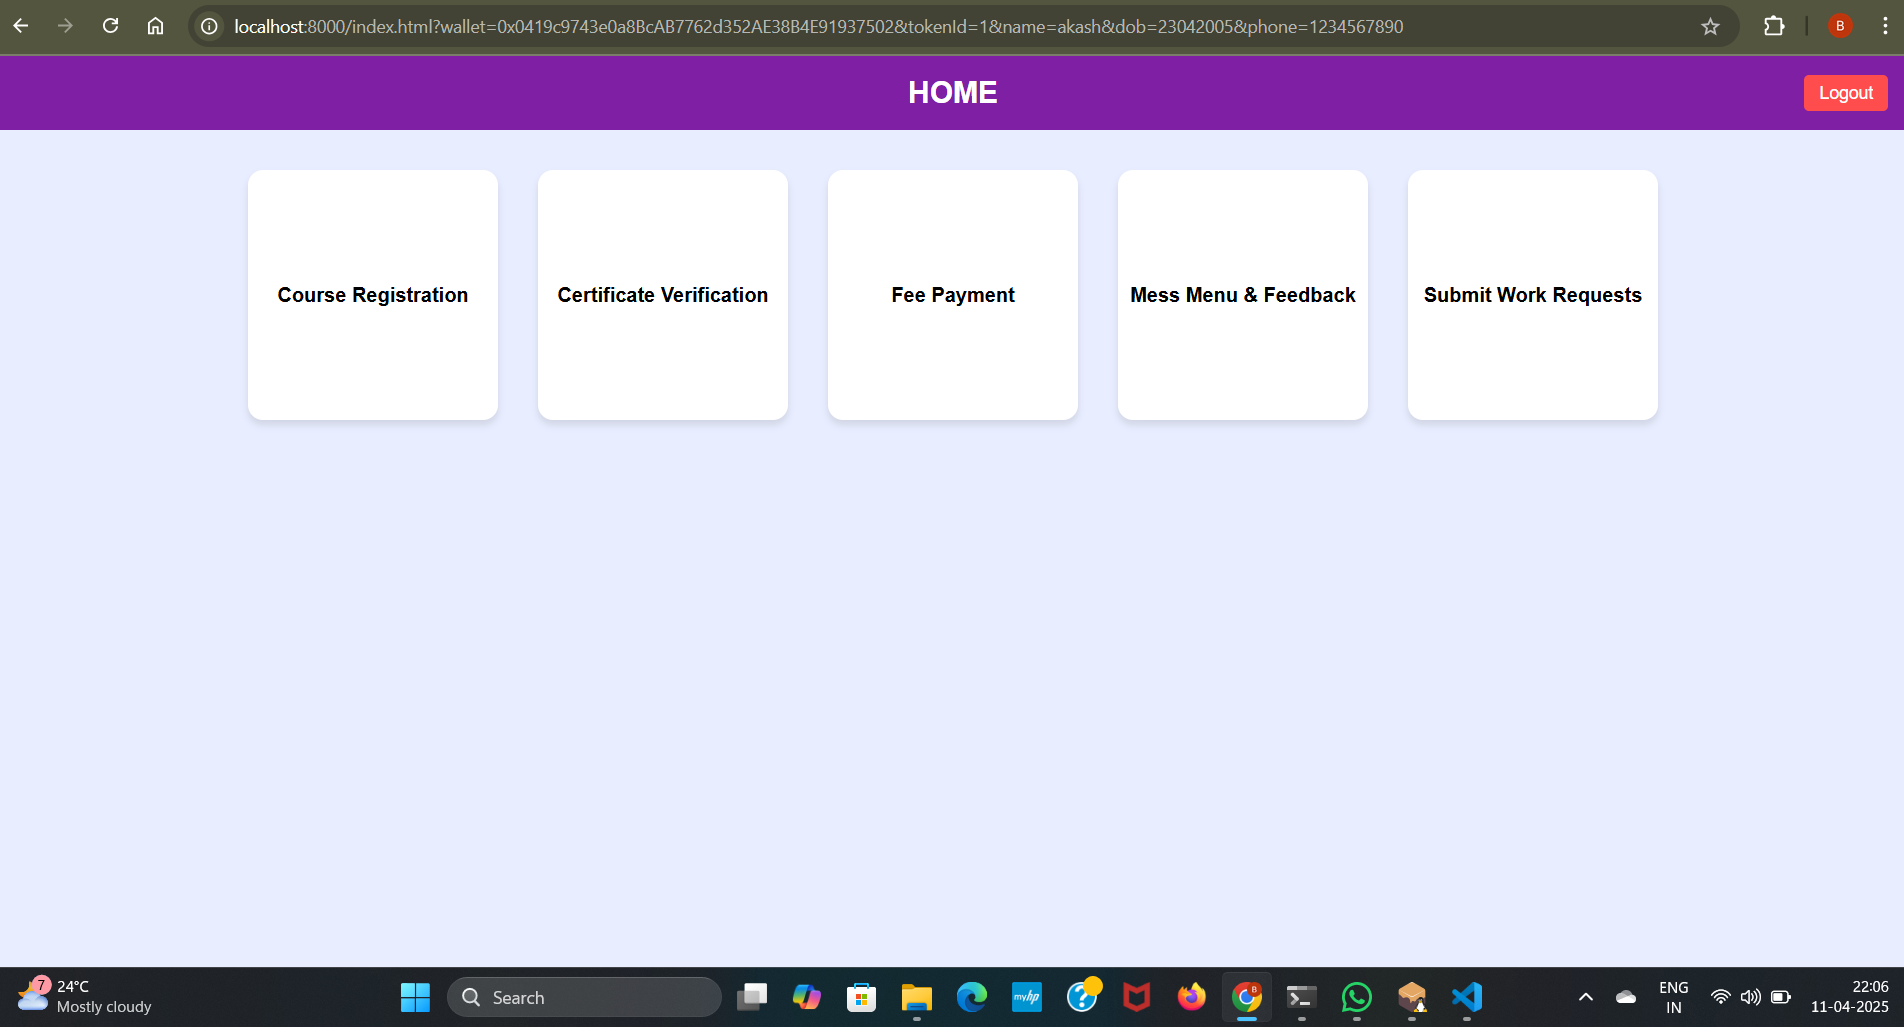 localhost:8000/index.html?wallet=0x0419c9743e0a8BcAB7762d352AE38B4E91937502&tokenId=1&name=akash&dob=23042005&phone=1234567890
B
HOME
Logout
Course Registration
Certificate Verification
Fee Payment
Mess Menu & Feedback
Submit Work Requests
7
24°C
Mostly cloudy
Search
myhp
B
ENG
IN
22:06
11-04-2025